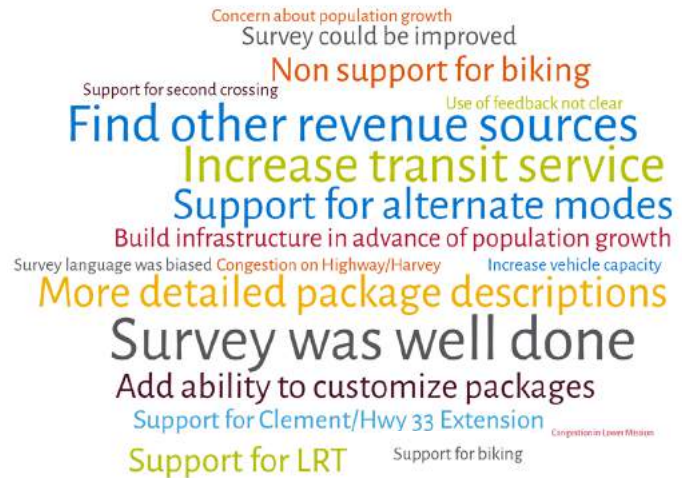 Concern about population growth
Survey could be improved
Non support for biking
Support for second crossing
Use of feedback not clear
Find other revenue sources
Increase transit service
Support for alternate modes
Build infrastructure in advance of population growth
Survey language was biased Congestion on Highway/Harvey Increase vehicle capacity
More detailed package descriptions
Survey was well done
Add ability to customize packages
Support for Clement/Hwy 33 Extension
Congestion in Lower Mission
Support for LRT Support for biking